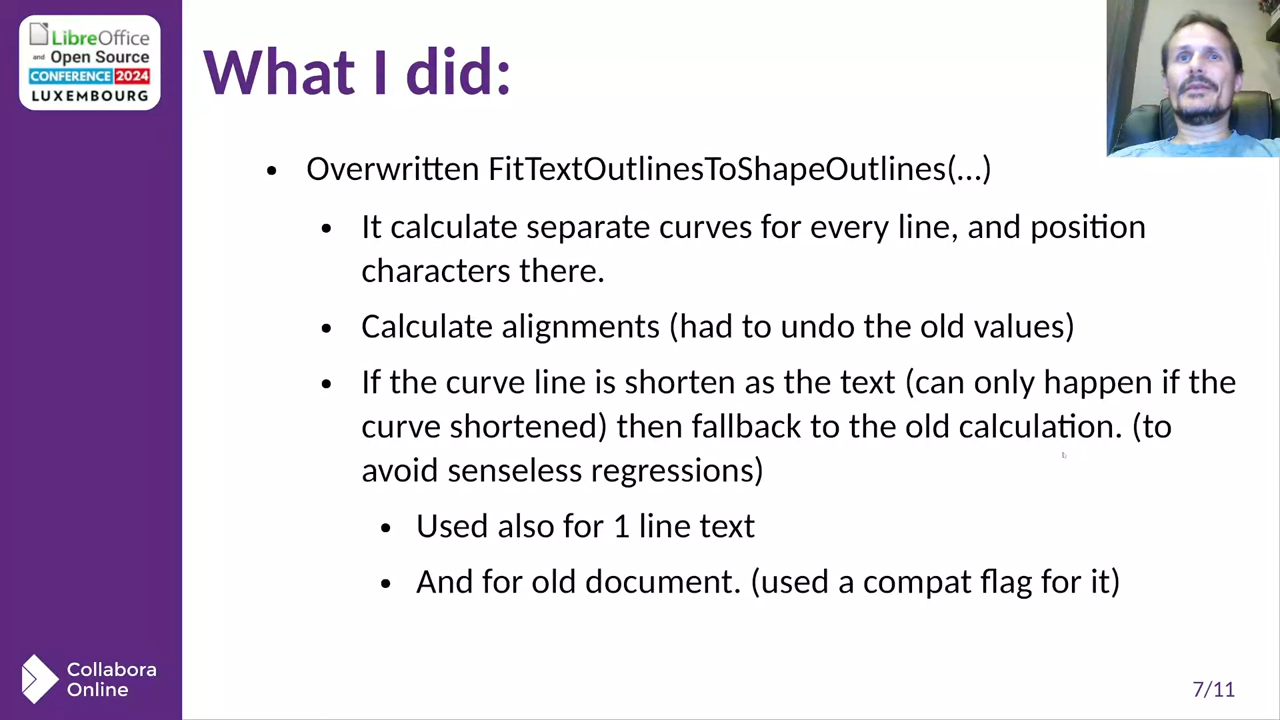 LibreOffice
and Open Source
CONFERENCE 2024
LUXEMBOURG
What I did:
• Overwritten FitTextOutlinesToShapeOutlines(...)
• It calculate separate curves for every line, and position
characters there.
• Calculate alignments (had to undo the old values)
• If the curve line is shorten as the text (can only happen if the
curve shortened) then fallback to the old calculation. (to
avoid senseless regressions)
• Used also for 1 line text
• And for old document. (used a compat flag for it)
Collabora
Online
7/11